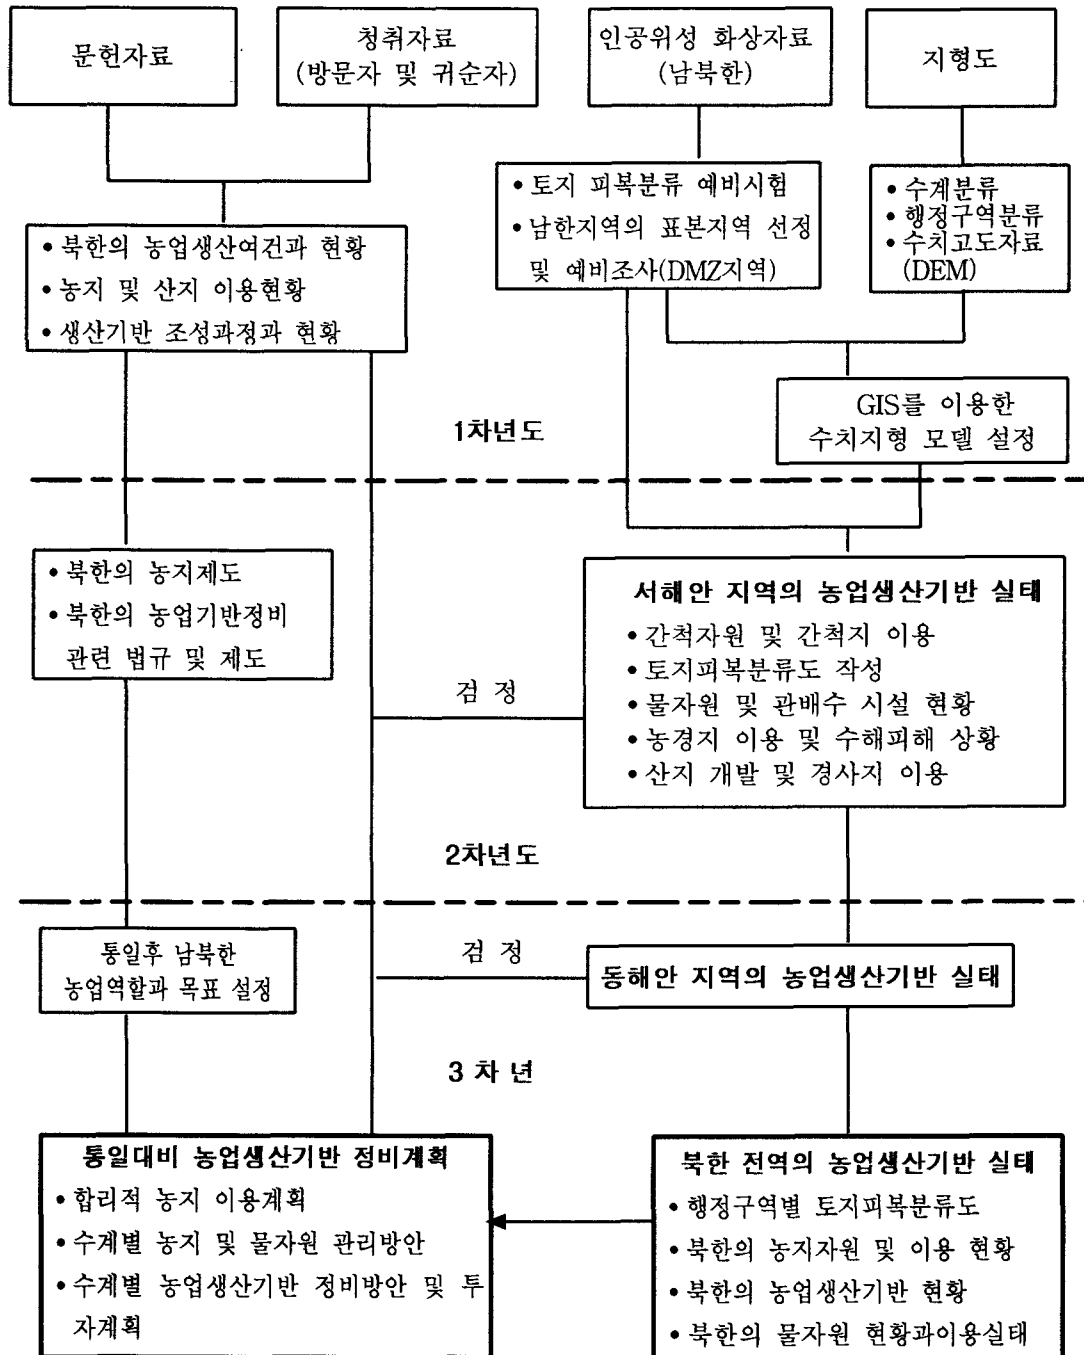 문헌자료
청취자료
(방문자 및 귀순자)
인공위성 화상자료
(남북한)
지형도
• 토지 피복분류 예비시험
• 남한지역의 표본지역 선정
및 예비조사(DMZ지역)
• 수계분류
• 행정구역분류
• 수치고도자료
(DEM)
• 북한의 농업생산여건과 현황
• 농지 및 산지 이용현황
• 생산기반 조성과정과 현황
GIS를 이용한
수치지형 모델 설정
1차년도
• 북한의 농지제도
• 북한의 농업기반정비
관련 법규 및 제도
서해안 지역의 농업생산기반 실태
• 간척자원 및 간척지 이용
• 토지피복분류도 작성
• 물자원 및 관배수 시설 현황
• 농경지 이용 및 수해피해 상황
• 산지 개발 및 경사지 이용
검 정
2차년도
통일후 남북한
농업역할과 목표 설정
검 정
동해안 지역의 농업생산기반 실태
3 차 년
통일대비 농업생산기반 정비계획
• 합리적 농지 이용계획
• 수계별 농지 및 물자원 관리방안
• 수계별 농업생산기반 정비방안 및 투
자계획
북한 전역의 농업생산기반 실태
• 행정구역별 토지피복분류도
• 북한의 농지자원 및 이용 현황
• 북한의 농업생산기반 현황
• 북한의 물자원 현황과이용실태